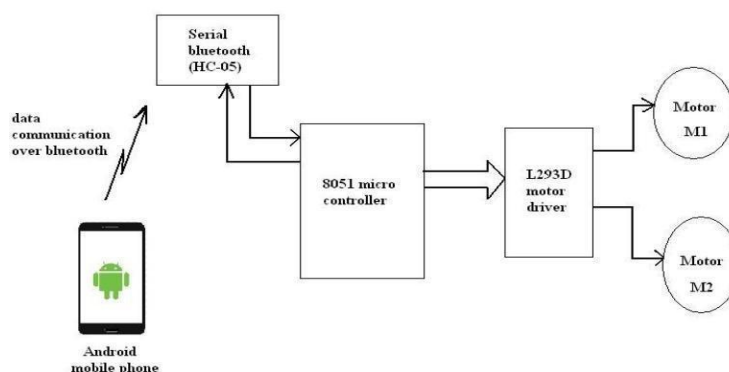 Serial
bluetooth
(HC-05)
data
communication
over bluetooth
8051 micro
controller
L293D
motor
driver
Motor
M1
Motor
M2
Android
mobile phone